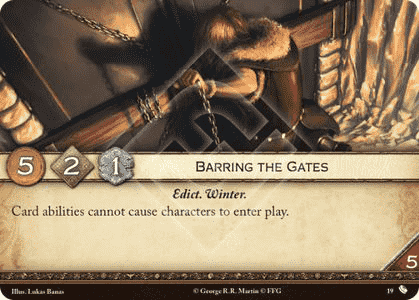 5 2 1 BARRING THE GATES
Edict. Winter.
Card abilities cannot cause characters to enter play.
5
Illus. Lukas Banas © George R.R. Martin © FFG 19